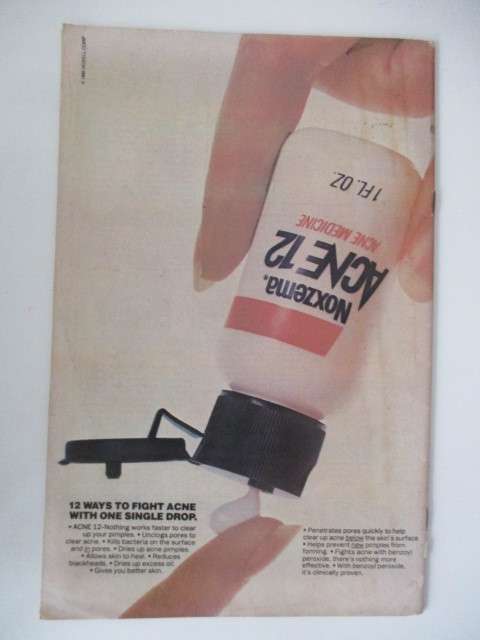 1 FL. OZ.
ACNE MEDICINE
ACNE 12
Noxzema®
12 WAYS TO FIGHT ACNE
WITH ONE SINGLE DROP.
• ACNE 12-Nothing works faster to clear
up your pimples. • Unclogs pores to
clear acne. • Kills bacteria on the surface
and in pores. • Dries up acne pimples.
• Allows skin to heal. • Reduces
blackheads. • Dries up excess oil.
• Gives you better skin.
• Penetrates pores quickly to help
clear up acne below the skin's surface.
• Helps prevent new pimples from
forming. • Fights acne with benzoyl
peroxide, there's nothing more
effective. • With benzoyl peroxide,
it's clinically proven.